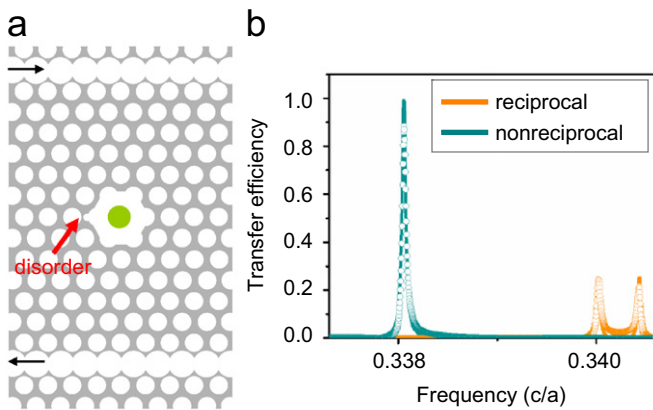 a
disorder
b
Transfer efficiency
1.0
0.8
0.6
0.4
0.2
0.0
reciprocal
nonreciprocal
0.338
0.340
Frequency (c/a)